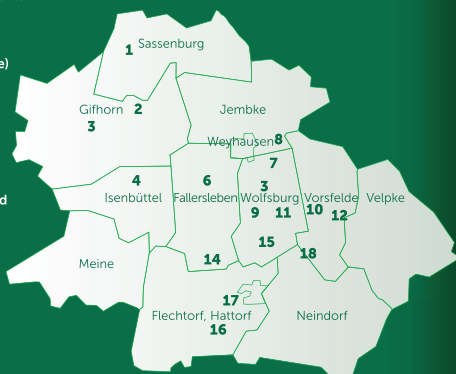 1 Sassenburg
e)
Gifhorn 2
3
Jembke
Weyhausen 8
7
4
Isenbüttel
6
Fallersleben
3
Wolfsburg
9 11
15
Vorsfelde
10 12
Velpke
d
14
18
Meine
17
Flechtorf, Hattorf
16
Neindorf